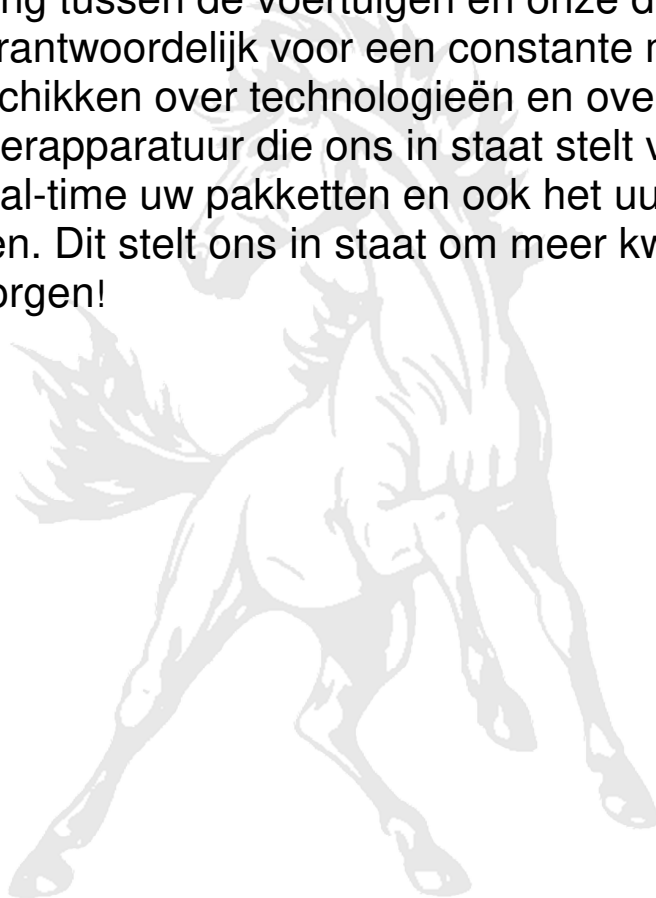 ng tussen de voertuigen en onze d
rantwoordelijk voor een constante
chikken over technologieën en ove
erapparatuur die ons in staat stelt v
al-time uw pakketten en ook het uu
en. Dit stelt ons in staat om meer kw
orgen!